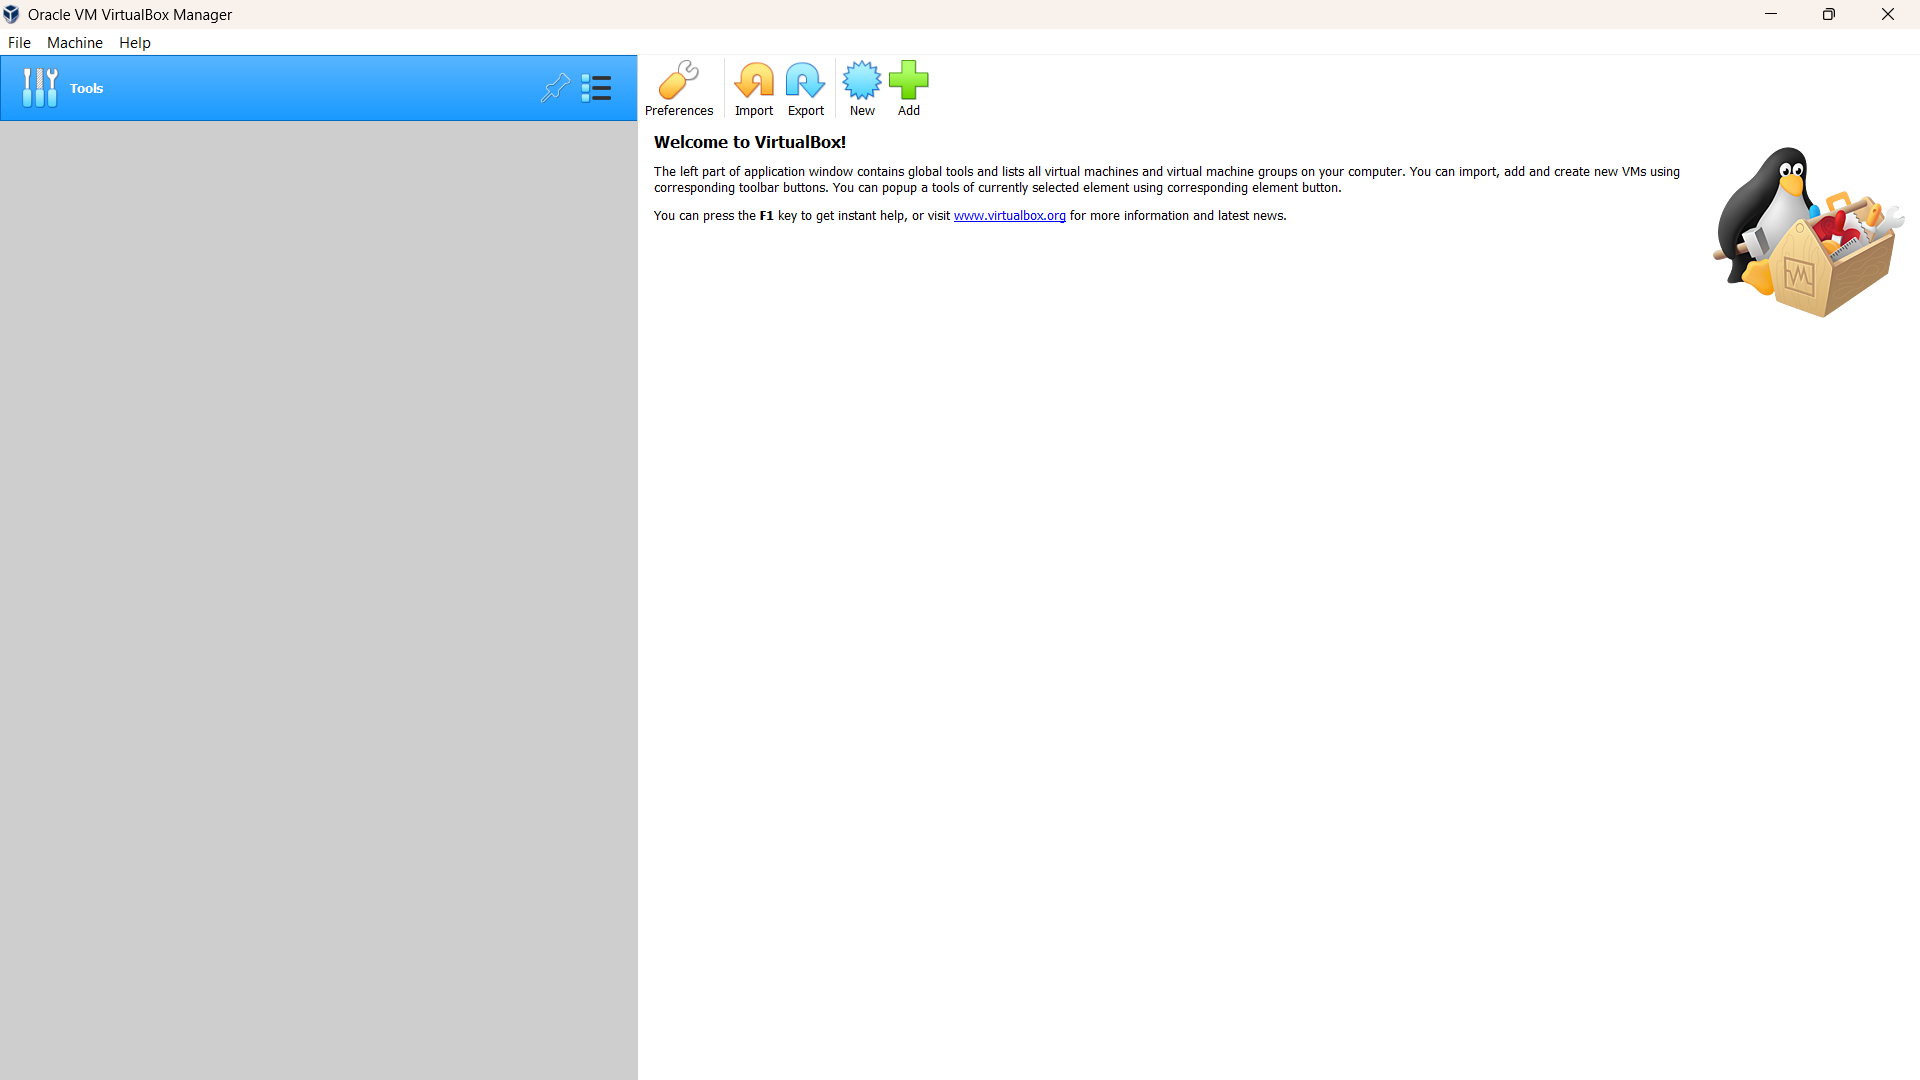 Oracle VM VirtualBox Manager
File Machine Help
Tools
Preferences Import Export New Add
Welcome to VirtualBox!
The left part of application window contains global tools and lists all virtual machines and virtual machine groups on your computer. You can import, add and create new VMs using
corresponding toolbar buttons. You can popup a tools of currently selected element using corresponding element button.
You can press the F1 key to get instant help, or visit www.virtualbox.org for more information and latest news.